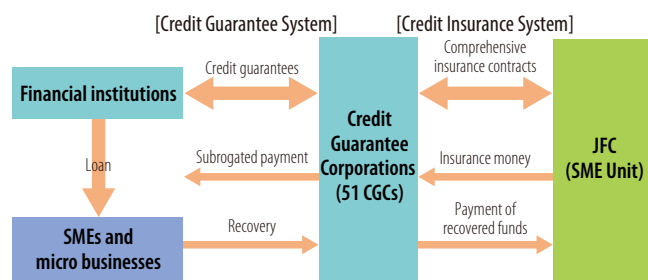 [Credit Guarantee System]
[Credit Insurance System]
Credit guarantees
Comprehensive
insurance contracts
Financial institutions
Credit
Guarantee
Corporations
(51 CGCs)
JFC
(SME Unit)
Loan
Subrogated payment
Insurance money
SMEs and
micro businesses
Recovery
Payment of
recovered funds